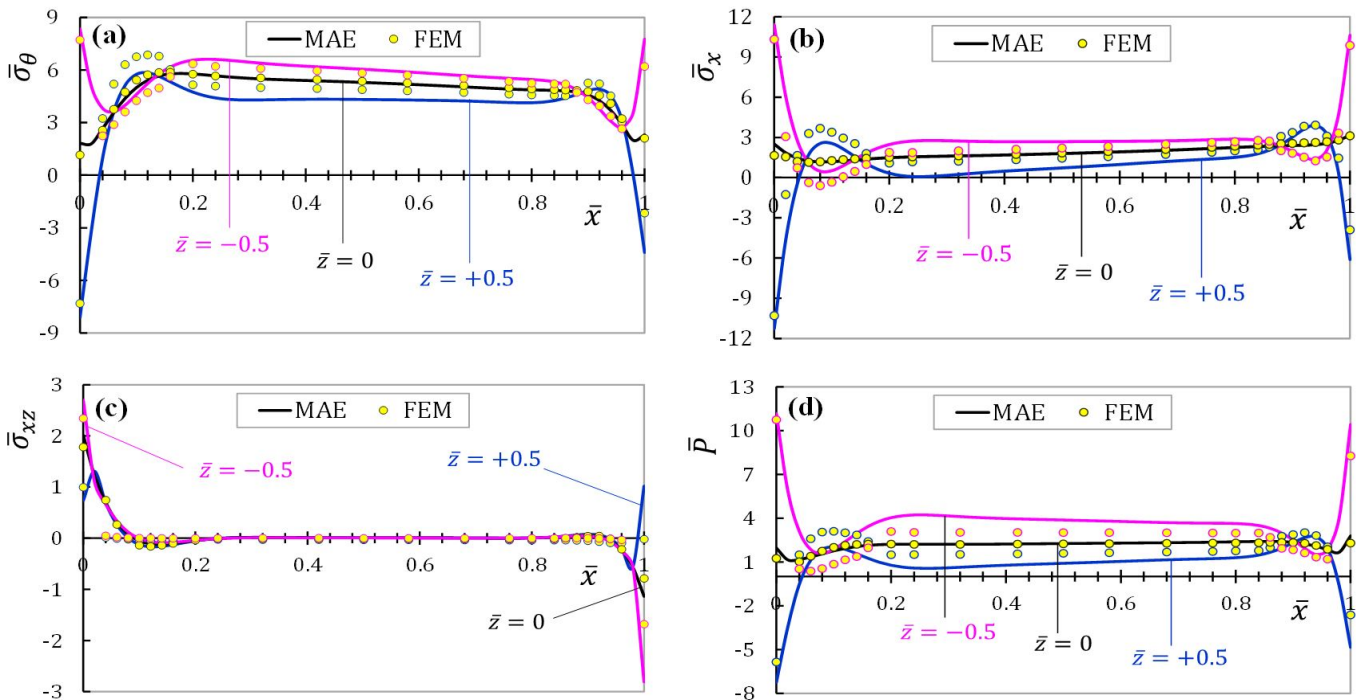 (a)
MAE FEM
σ̄θ
9
6
3
0
-3
-6
-9
0 0.2 0.4 0.6 0.8 1
x̄
z̄ = −0.5
z̄ = 0
z̄ = +0.5
(b)
MAE FEM
σ̄x
12
9
6
3
0
-3
-6
-9
-12
0 0.2 0.4 0.6 0.8 1
x̄
z̄ = −0.5
z̄ = 0
z̄ = +0.5
(c)
MAE FEM
σ̄xz
3
2
1
0
-1
-2
-3
0 0.2 0.4 0.6 0.8 1
x̄
z̄ = −0.5
z̄ = +0.5
z̄ = 0
(d)
MAE FEM
P̄
13
10
7
4
1
-2
-5
-8
0 0.2 0.4 0.6 0.8 1
x̄
z̄ = −0.5
z̄ = 0
z̄ = +0.5